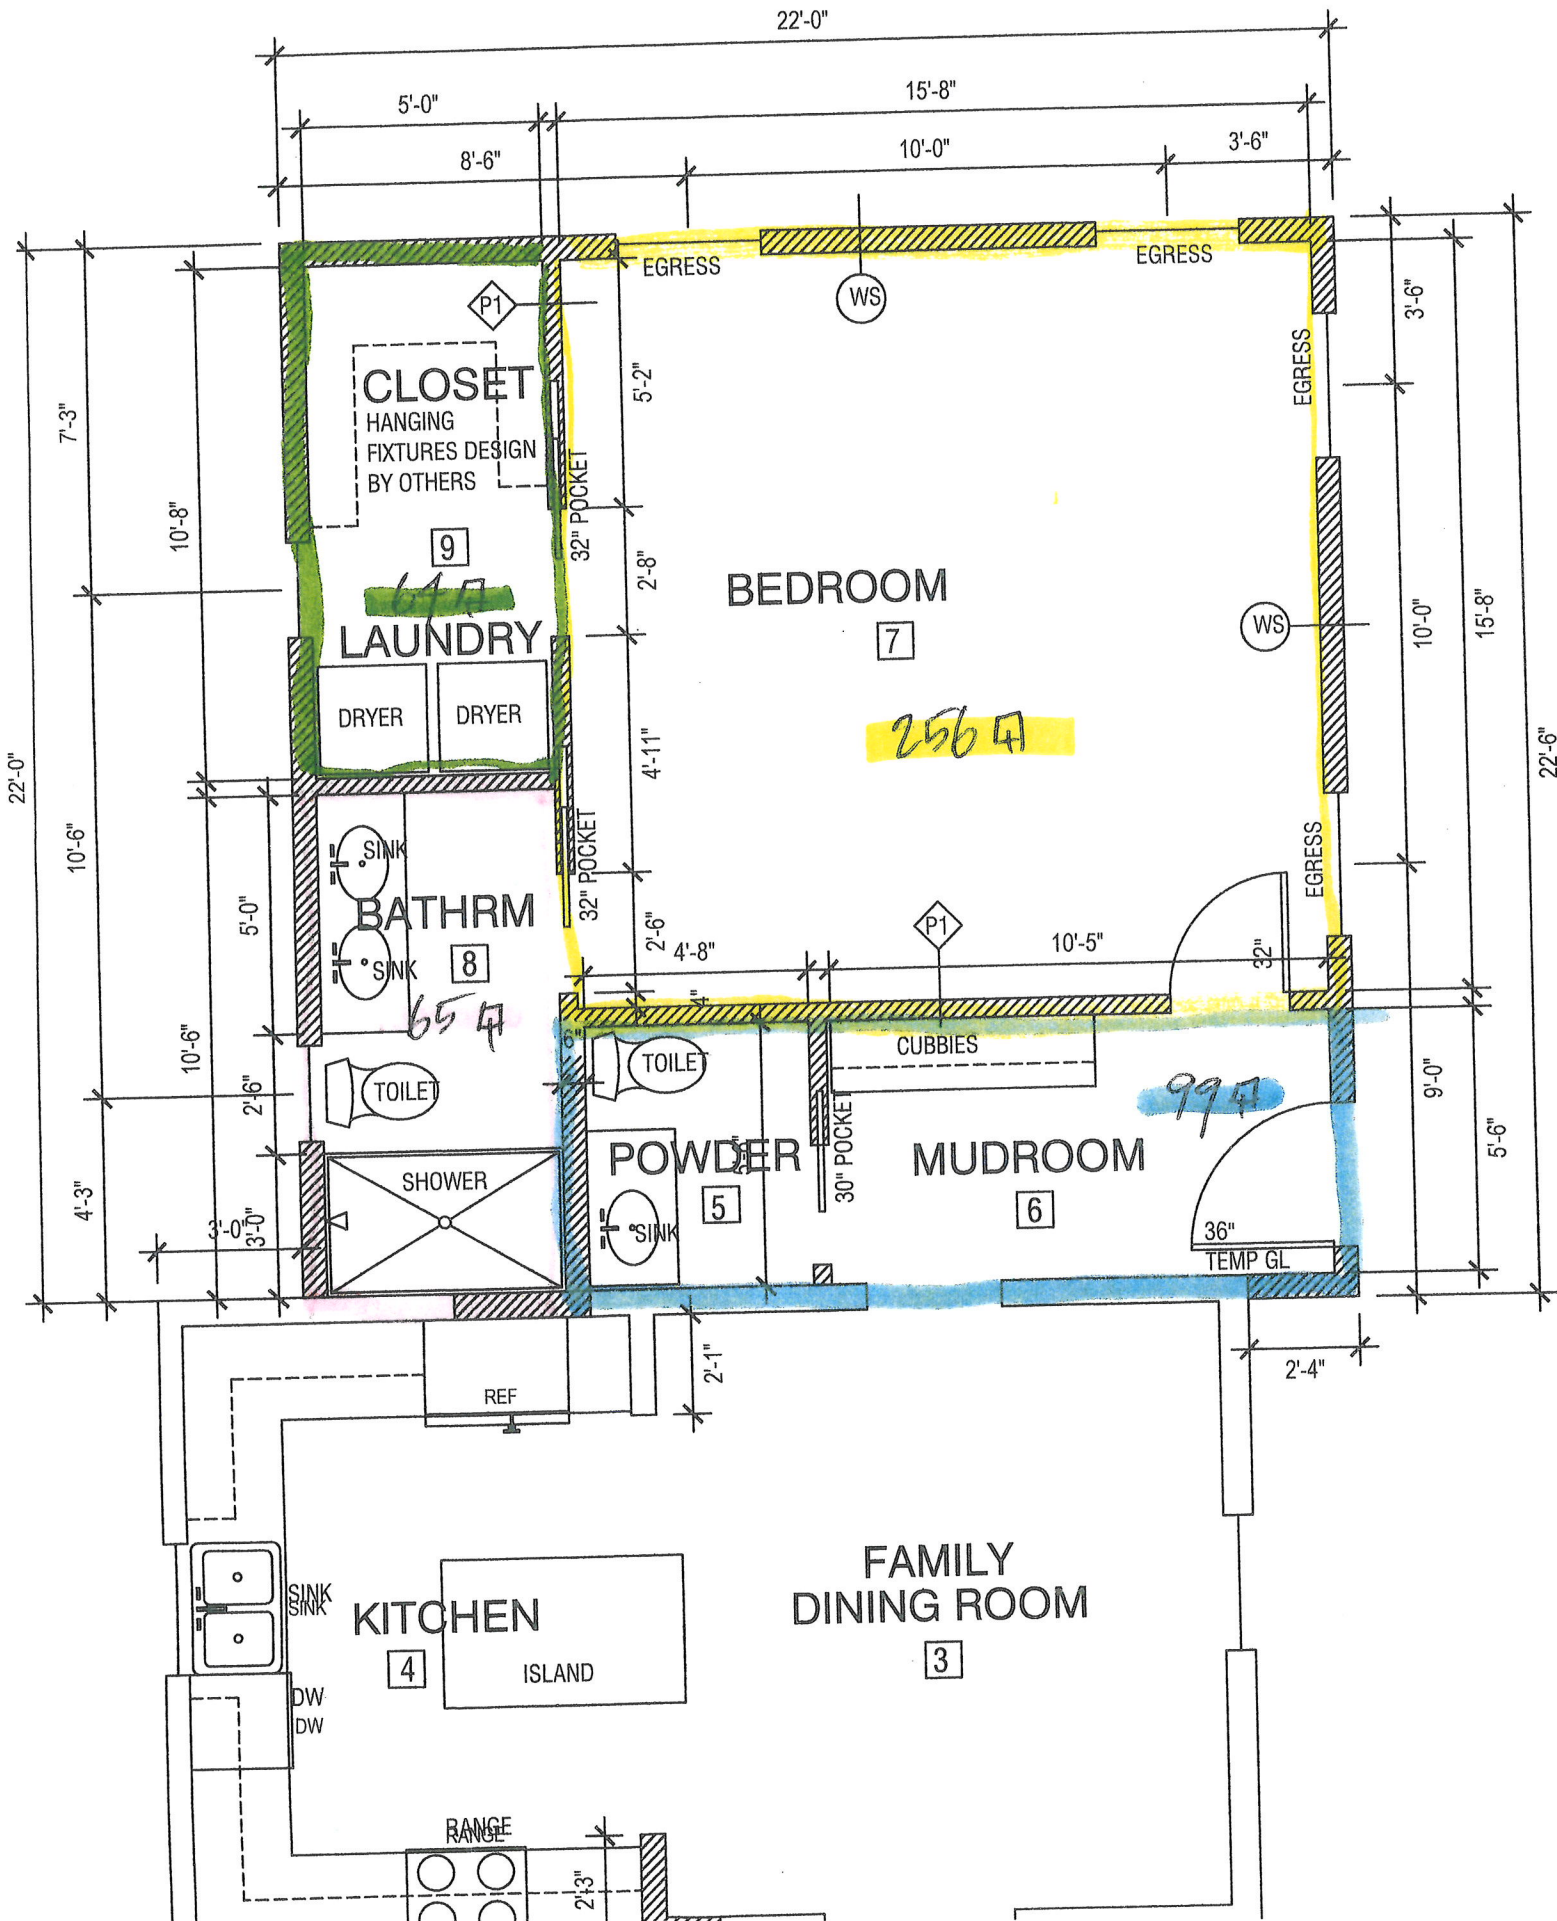 22'-0"
5'-0"
15'-8"
8'-6"
10'-0"
3'-6"
EGRESS
EGRESS
WS
P1
3'-6"
EGRESS
5'-2"
7'-3"
CLOSET
HANGING
FIXTURES DESIGN
BY OTHERS
32" POCKET
10'-8"
9
2'-8"
BEDROOM
7
WS
10'-0"
15'-8"
LAUNDRY
DRYER
DRYER
256
4'-11"
22'-0"
22'-6"
SINK
10'-6"
5'-0"
BATHRM
32" POCKET
EGRESS
8
SINK
2'-6"
4'-8"
P1
10'-5"
32"
65
4"
6"
10'-6"
2'-6"
TOILET
TOILET
CUBBIES
99
9'-0"
5'-6"
POWDER
30" POCKET
MUDROOM
SHOWER
5
6
4'-3"
3'-0"
3'-0"
SINK
36"
TEMP GL
2'-1"
2'-4"
REF
FAMILY
DINING ROOM
3
SINK
SINK
KITCHEN
4
ISLAND
DW
DW
RANGE
RANGE
2'-3"